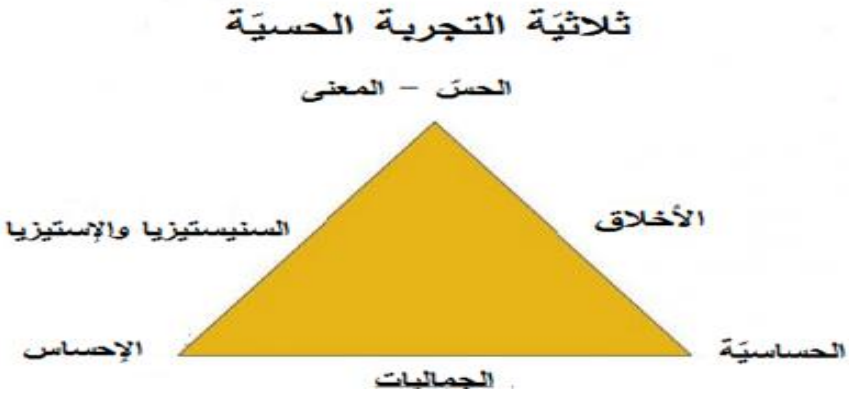 ثلاثيّة التجربة الحسيّة
الحسّ – المعنى
الأخلاق
السنيستيزيا والإستيزيا
الحساسيّة
الإحساس
الجماليات